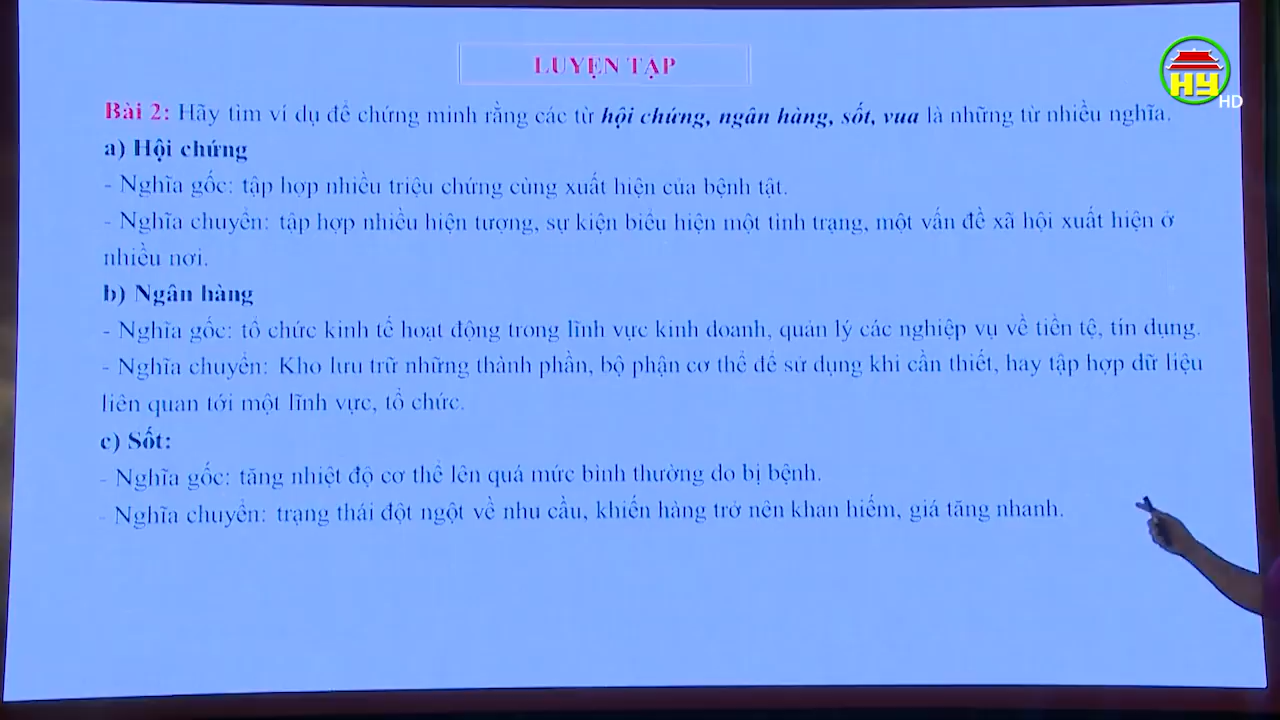 LUYỆN TẬP
HY
HD
Bài 2: Hãy tìm ví dụ để chứng minh rằng các từ hội chứng, ngân hàng, sốt, vua là những từ nhiều nghĩa.
a) Hội chứng
- Nghĩa gốc: tập hợp nhiều triệu chứng cùng xuất hiện của bệnh tật.
- Nghĩa chuyển: tập hợp nhiều hiện tượng, sự kiện biểu hiện một tình trạng, một vấn đề xã hội xuất hiện ở
nhiều nơi.
b) Ngân hàng
- Nghĩa gốc: tổ chức kinh tế hoạt động trong lĩnh vực kinh doanh, quản lý các nghiệp vụ về tiền tệ, tín dụng.
- Nghĩa chuyển: Kho lưu trữ những thành phần, bộ phận cơ thể để sử dụng khi cần thiết, hay tập hợp dữ liệu
liên quan tới một lĩnh vực, tổ chức.
c) Sốt:
- Nghĩa gốc: tăng nhiệt độ cơ thể lên quá mức bình thường do bị bệnh.
- Nghĩa chuyển: trạng thái đột ngột về nhu cầu, khiến hàng trở nên khan hiếm, giá tăng nhanh.